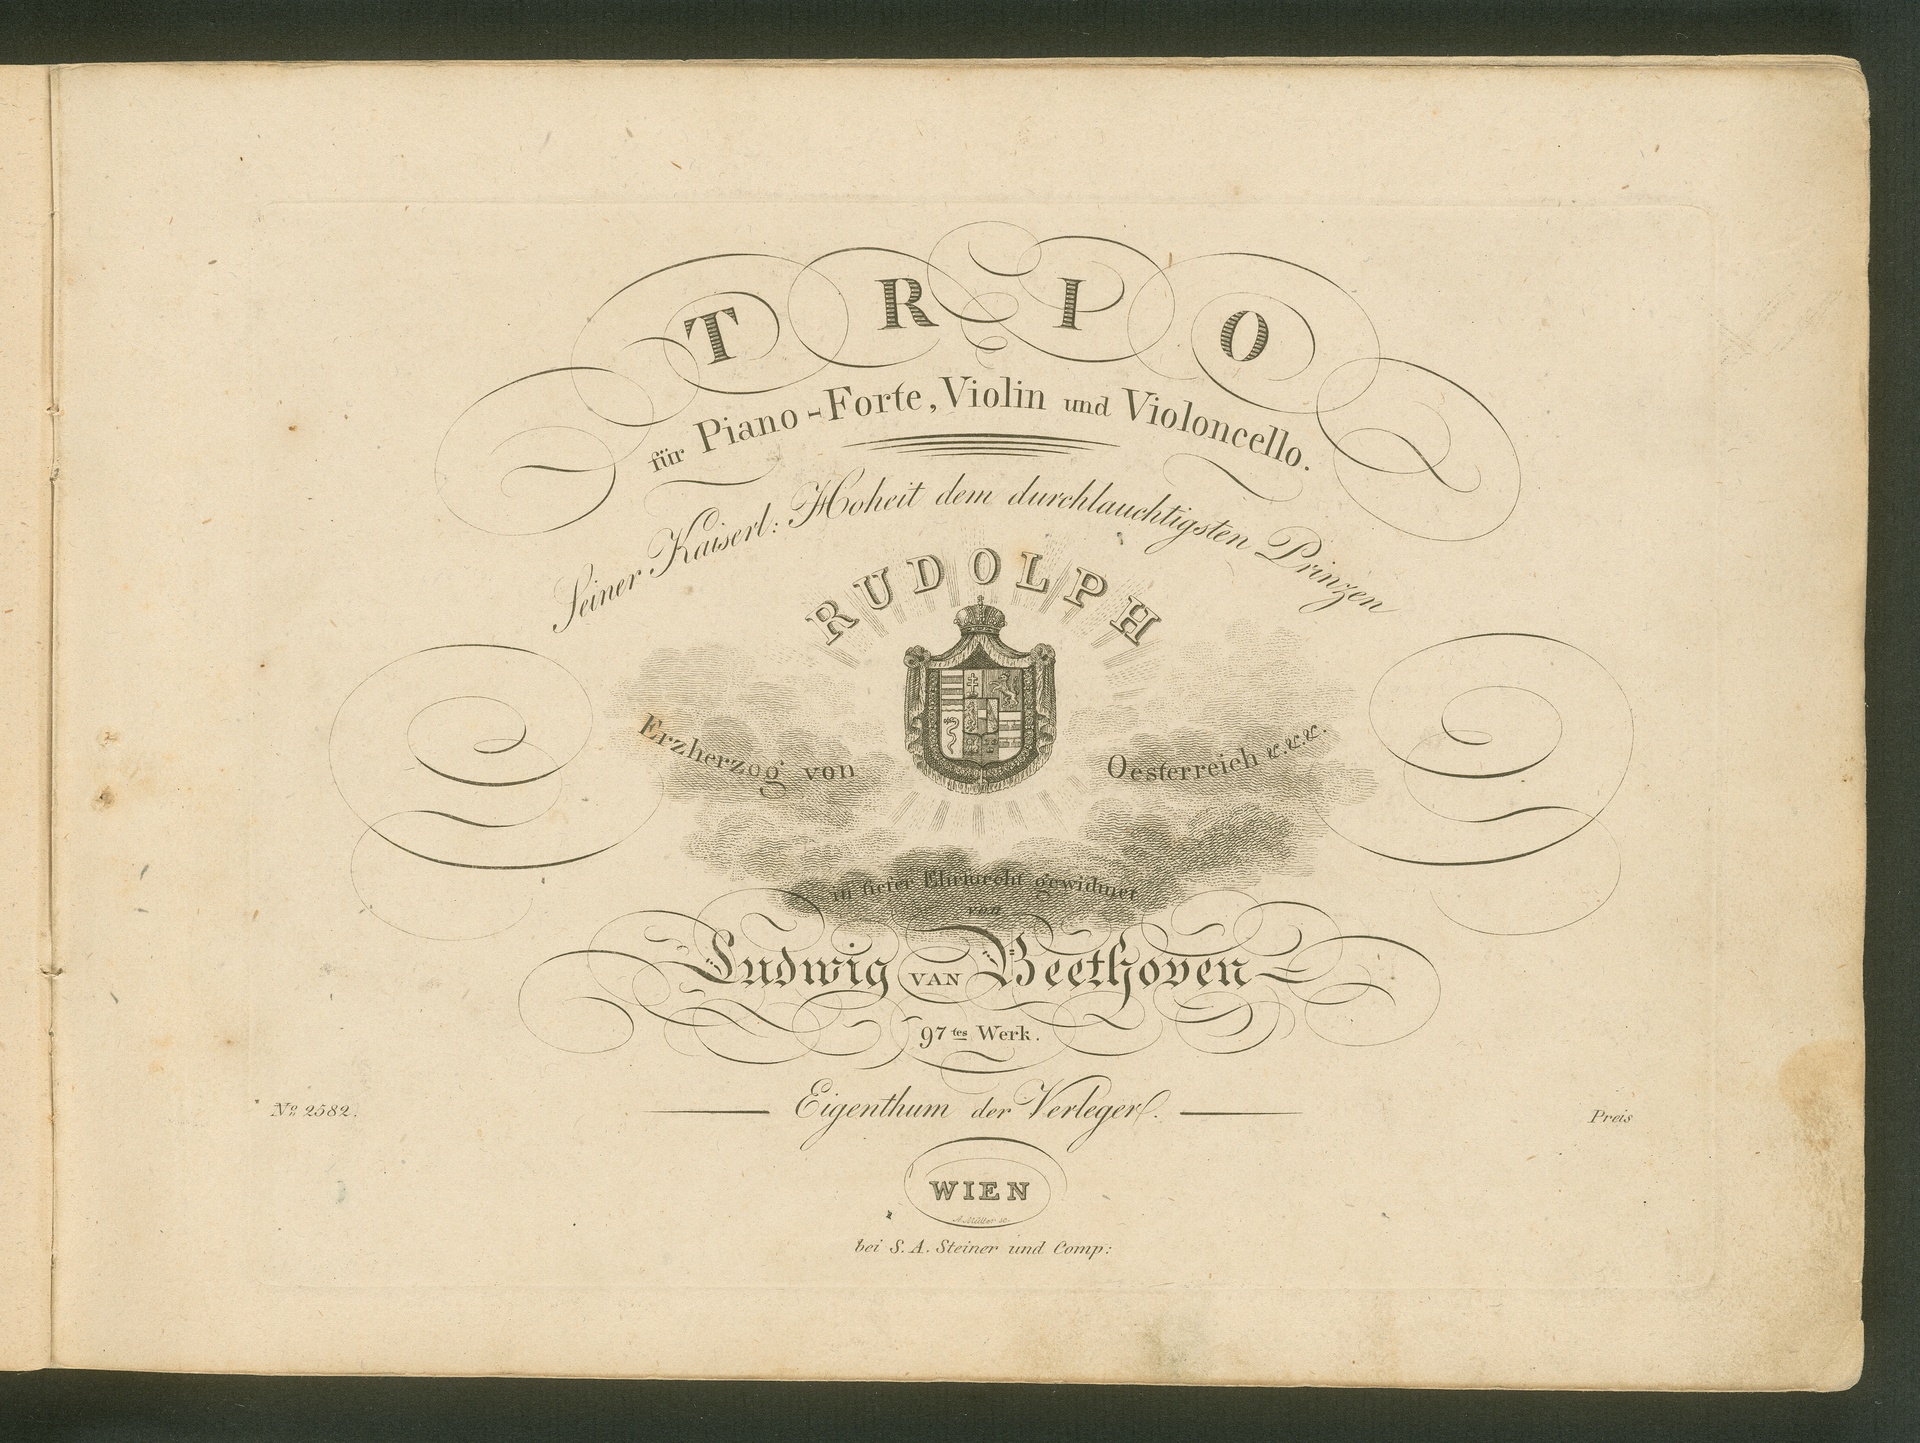 TRIO
für Piano-Forte, Violin und Violoncello.
Seiner Kaiserl: Hoheit dem durchlauchtigsten Prinzen
RUDOLPH
Erzherzog von Oesterreich &.&.&.
in tiefer Ehrfurcht gewidmet
von
Ludwig VAN Beethoven
97tes Werk.
Nº 2582. Eigenthum der Verleger. Preis
WIEN
A. Müller sc.
bei S. A. Steiner und Comp: